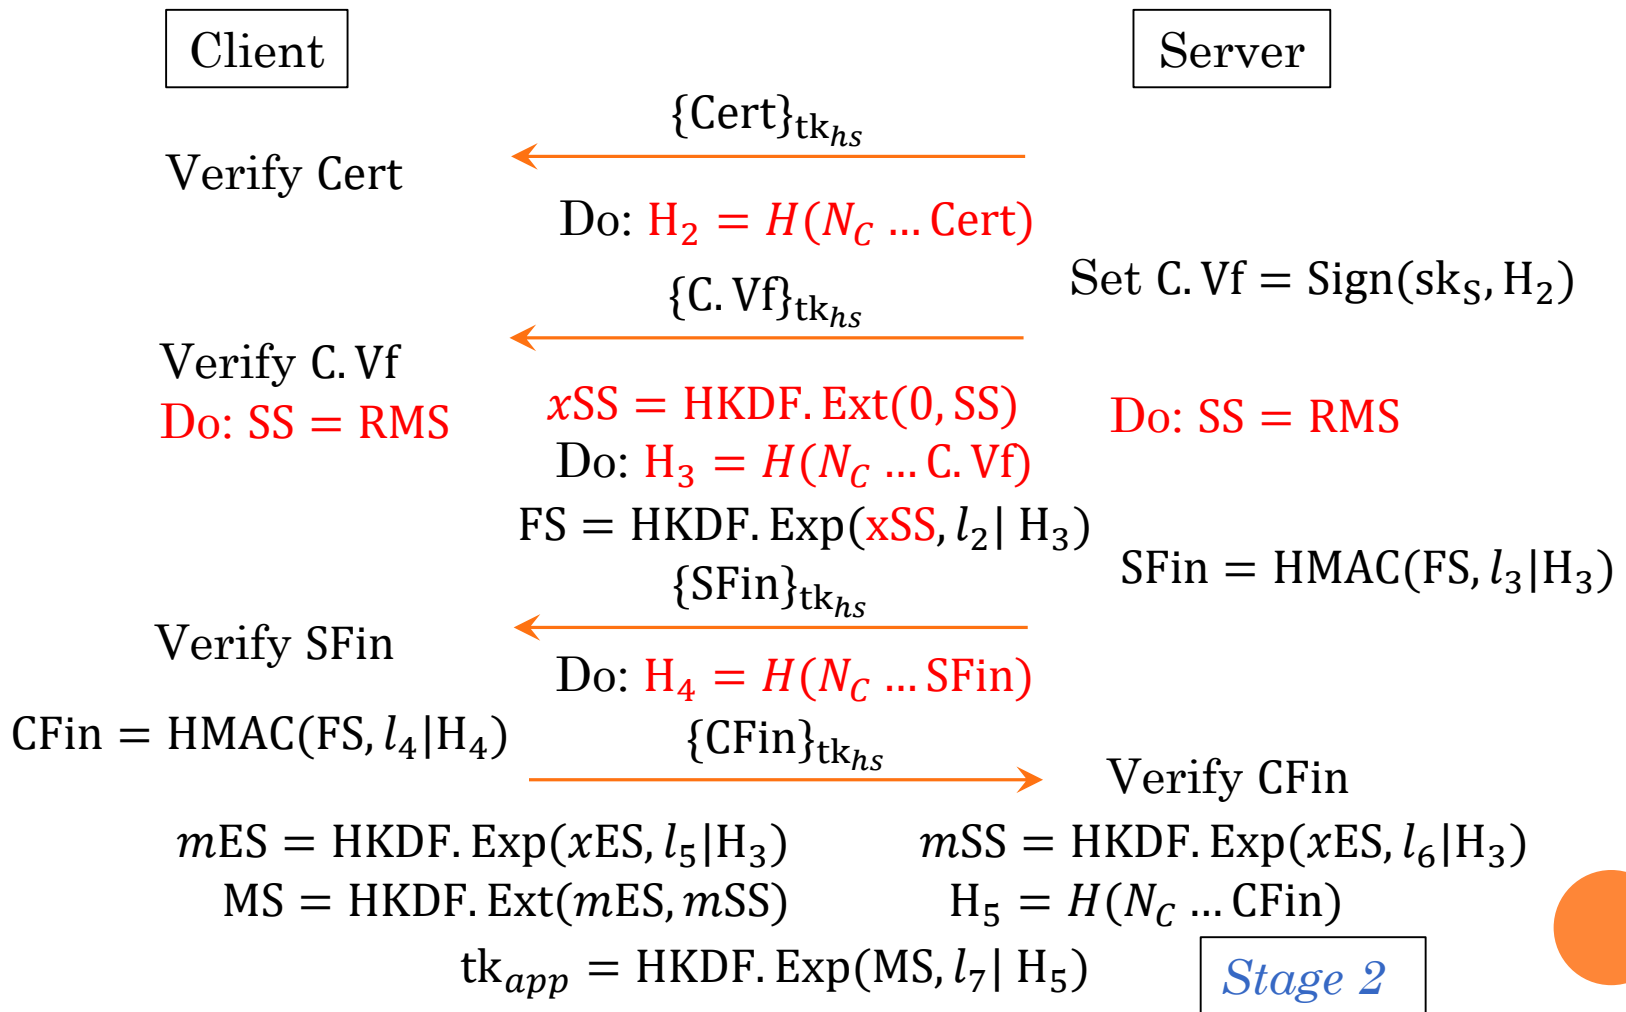 Client
Server
{Cert}tk_hs
Verify Cert
Do: H₂ = H(N_C … Cert)
Set C. Vf = Sign(sk_S, H₂)
{C. Vf}tk_hs
Verify C. Vf
Do: SS = RMS
xSS = HKDF. Ext(0, SS)
Do: SS = RMS
Do: H₃ = H(N_C … C. Vf)
FS = HKDF. Exp(xSS, l₂| H₃)
SFin = HMAC(FS, l₃|H₃)
{SFin}tk_hs
Verify SFin
Do: H₄ = H(N_C … SFin)
CFin = HMAC(FS, l₄|H₄)
{CFin}tk_hs
Verify CFin
mES = HKDF. Exp(xES, l₅|H₃)
mSS = HKDF. Exp(xES, l₆|H₃)
MS = HKDF. Ext(mES, mSS)
H₅ = H(N_C … CFin)
tk_app = HKDF. Exp(MS, l₇| H₅)
Stage 2